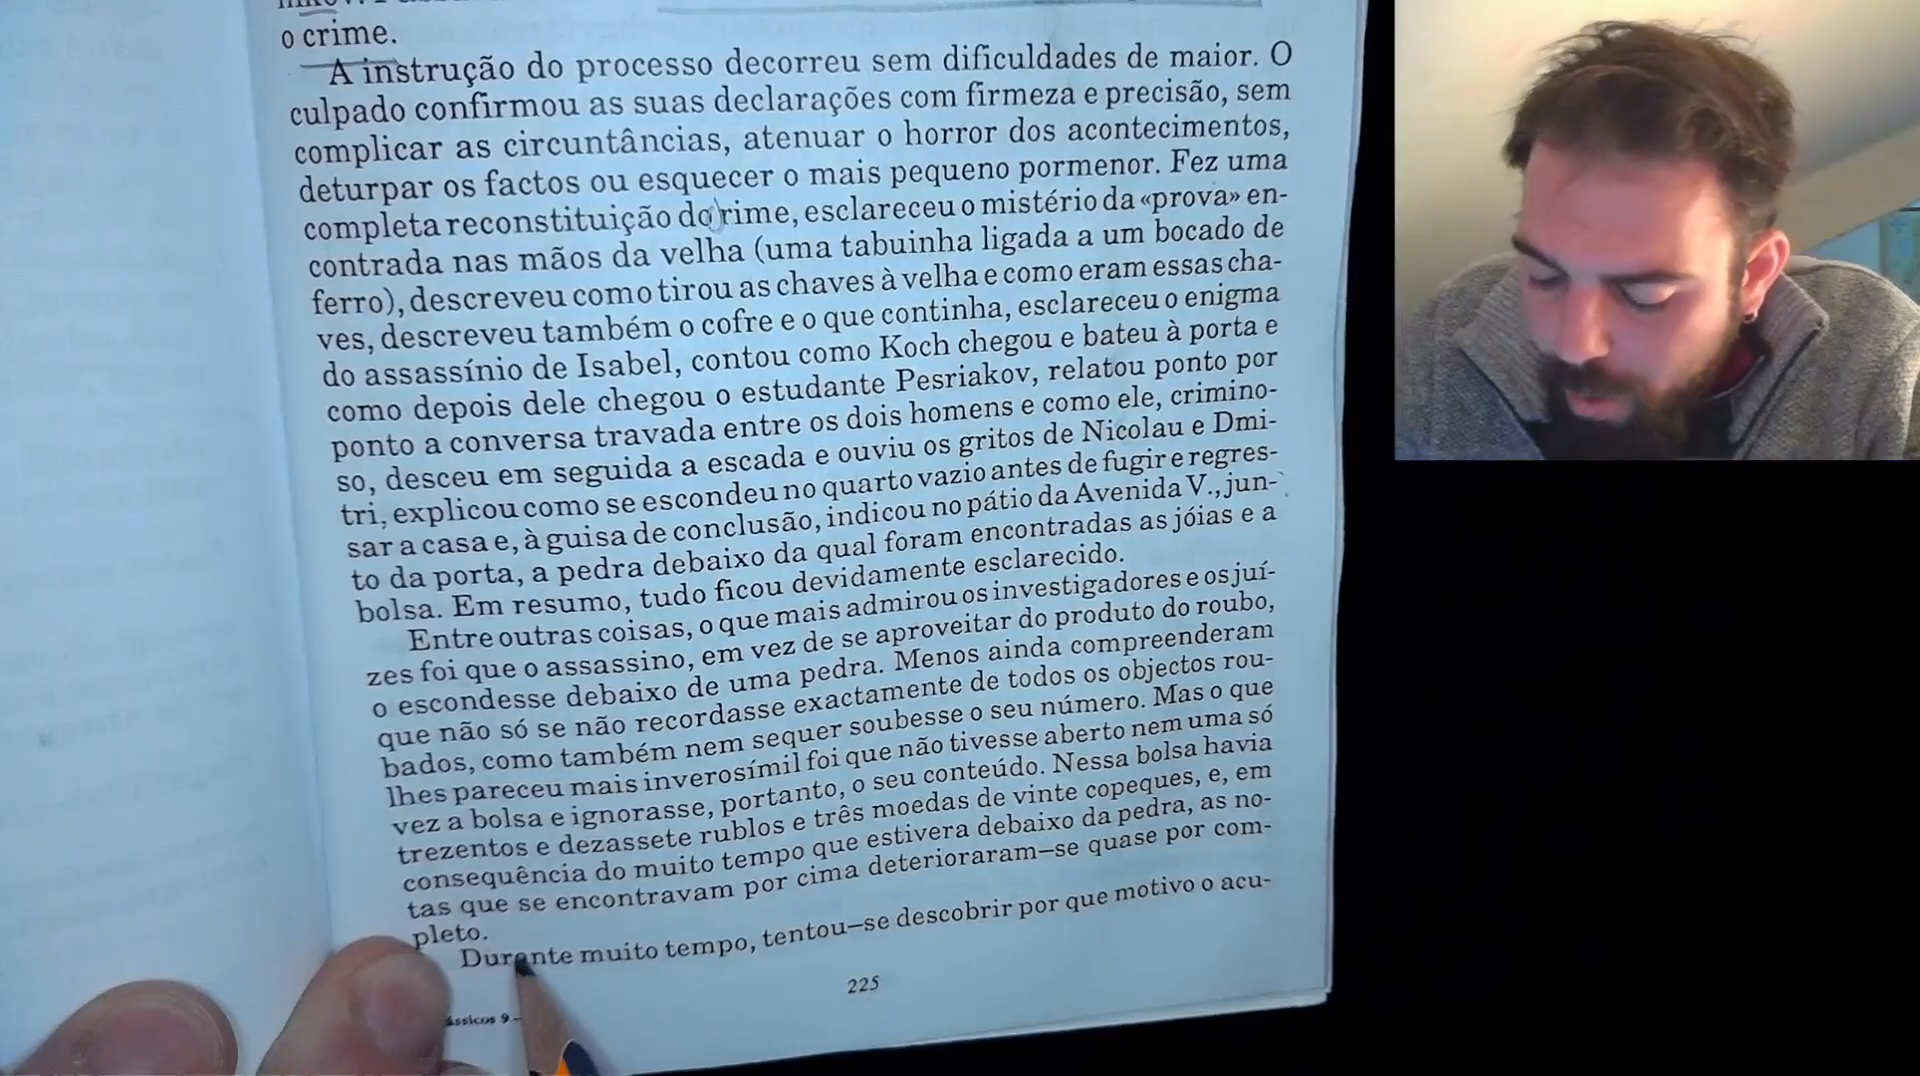 o crime.
A instrução do processo decorreu sem dificuldades de maior. O
culpado confirmou as suas declarações com firmeza e precisão, sem
complicar as circuntâncias, atenuar o horror dos acontecimentos,
deturpar os factos ou esquecer o mais pequeno pormenor. Fez uma
completa reconstituição do rime, esclareceu o mistério da «prova» en-
contrada nas mãos da velha (uma tabuinha ligada a um bocado de
ferro), descreveu como tirou as chaves à velha e como eram essas cha-
ves, descreveu também o cofre e o que continha, esclareceu o enigma
do assassínio de Isabel, contou como Koch chegou e bateu à porta e
como depois dele chegou o estudante Pesriakov, relatou ponto por
ponto a conversa travada entre os dois homens e como ele, crimino-
so, desceu em seguida a escada e ouviu os gritos de Nicolau e Dmi-
tri, explicou como se escondeu no quarto vazio antes de fugir e regres-
sar a casa e, à guisa de conclusão, indicou no pátio da Avenida V., jun-
to da porta, a pedra debaixo da qual foram encontradas as jóias e a
bolsa. Em resumo, tudo ficou devidamente esclarecido.
Entre outras coisas, o que mais admirou os investigadores e os juí-
zes foi que o assassino, em vez de se aproveitar do produto do roubo,
o escondesse debaixo de uma pedra. Menos ainda compreenderam
que não só se não recordasse exactamente de todos os objectos rou-
bados, como também nem sequer soubesse o seu número. Mas o que
lhes pareceu mais inverosímil foi que não tivesse aberto nem uma só
vez a bolsa e ignorasse, portanto, o seu conteúdo. Nessa bolsa havia
trezentos e dezassete rublos e três moedas de vinte copeques, e, em
consequência do muito tempo que estivera debaixo da pedra, as no-
tas que se encontravam por cima deterioraram—se quase por com-
pleto.
Durante muito tempo, tentou—se descobrir por que motivo o acu-
225
ássicos 9 –